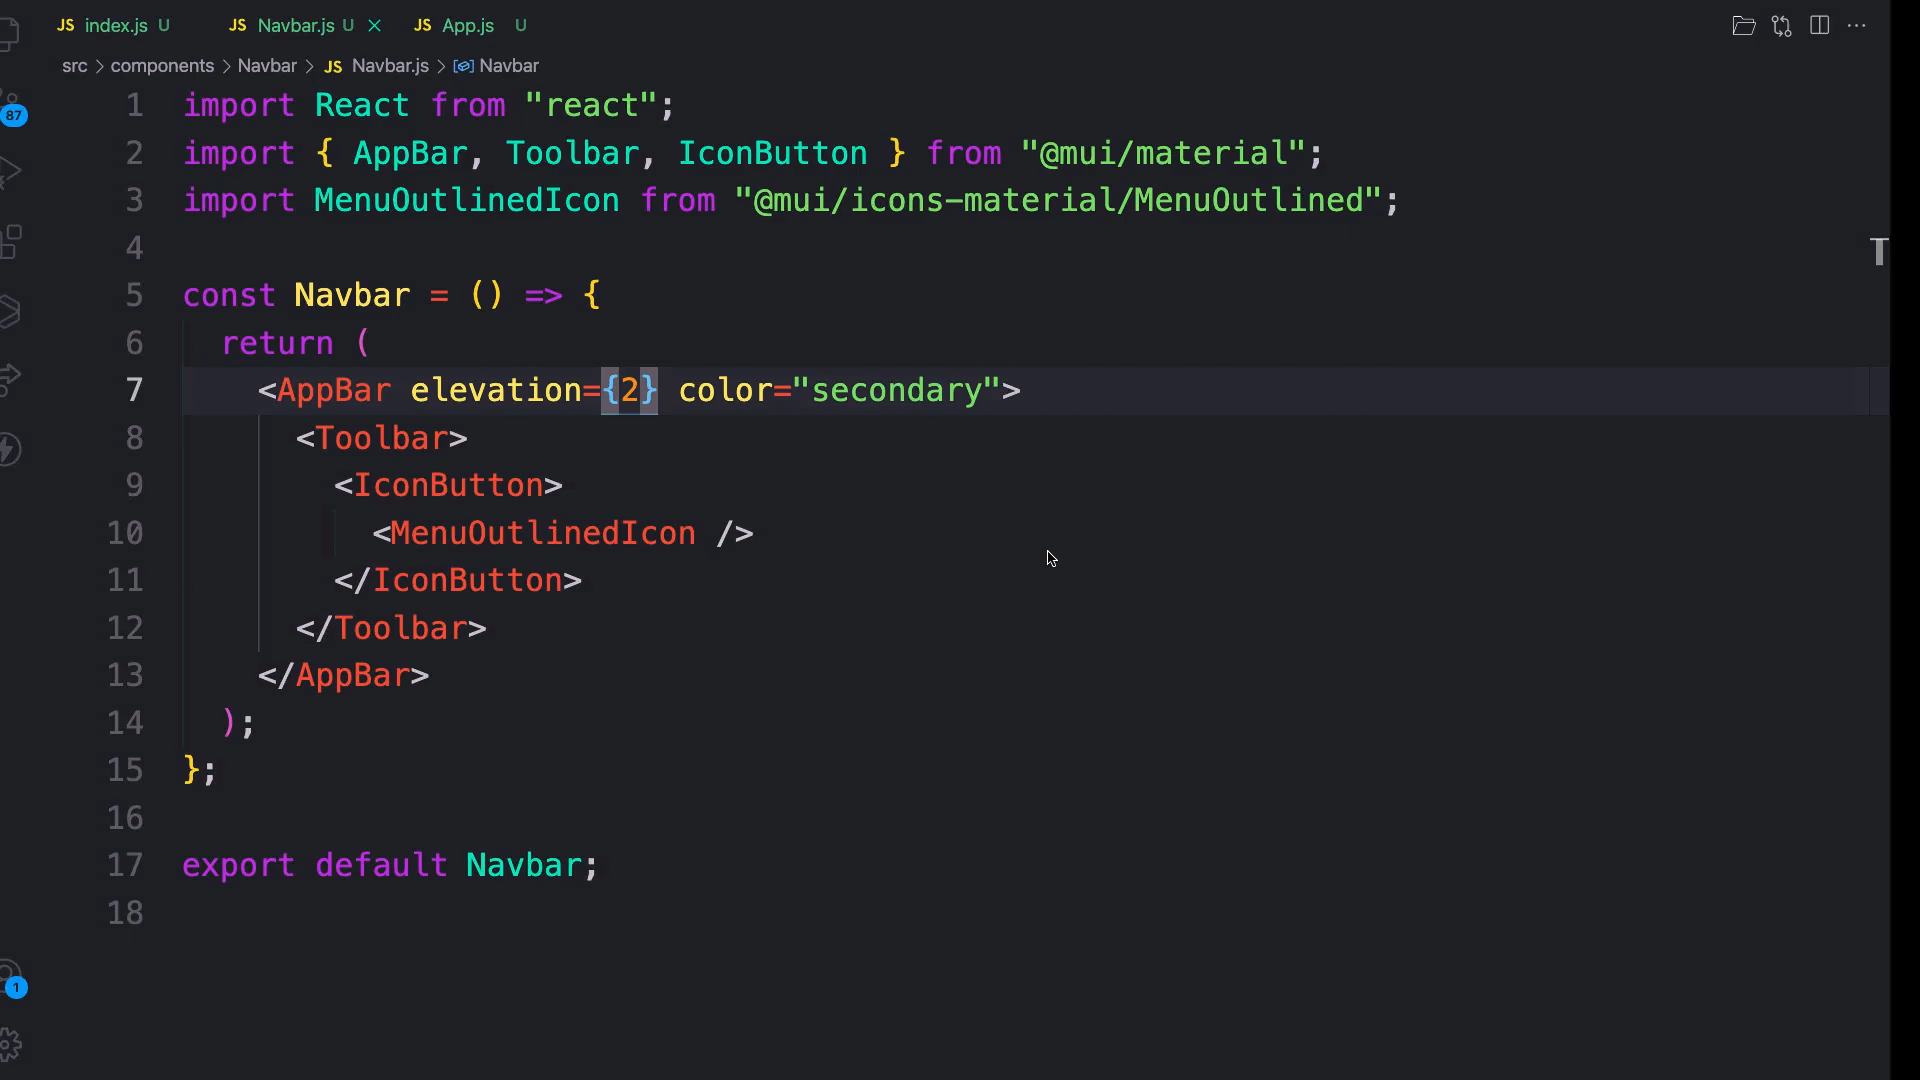 JS index.js U JS Navbar.js U JS App.js U
src > components > Navbar > JS Navbar.js > Navbar
87
1 import React from "react";
2 import { AppBar, Toolbar, IconButton } from "@mui/material";
3 import MenuOutlinedIcon from "@mui/icons-material/MenuOutlined";
4
5 const Navbar = () => {
6 return (
7 <AppBar elevation={2} color="secondary">
8 <Toolbar>
9 <IconButton>
10 <MenuOutlinedIcon />
11 </IconButton>
12 </Toolbar>
13 </AppBar>
14 );
15 };
16
17 export default Navbar;
18
1
T